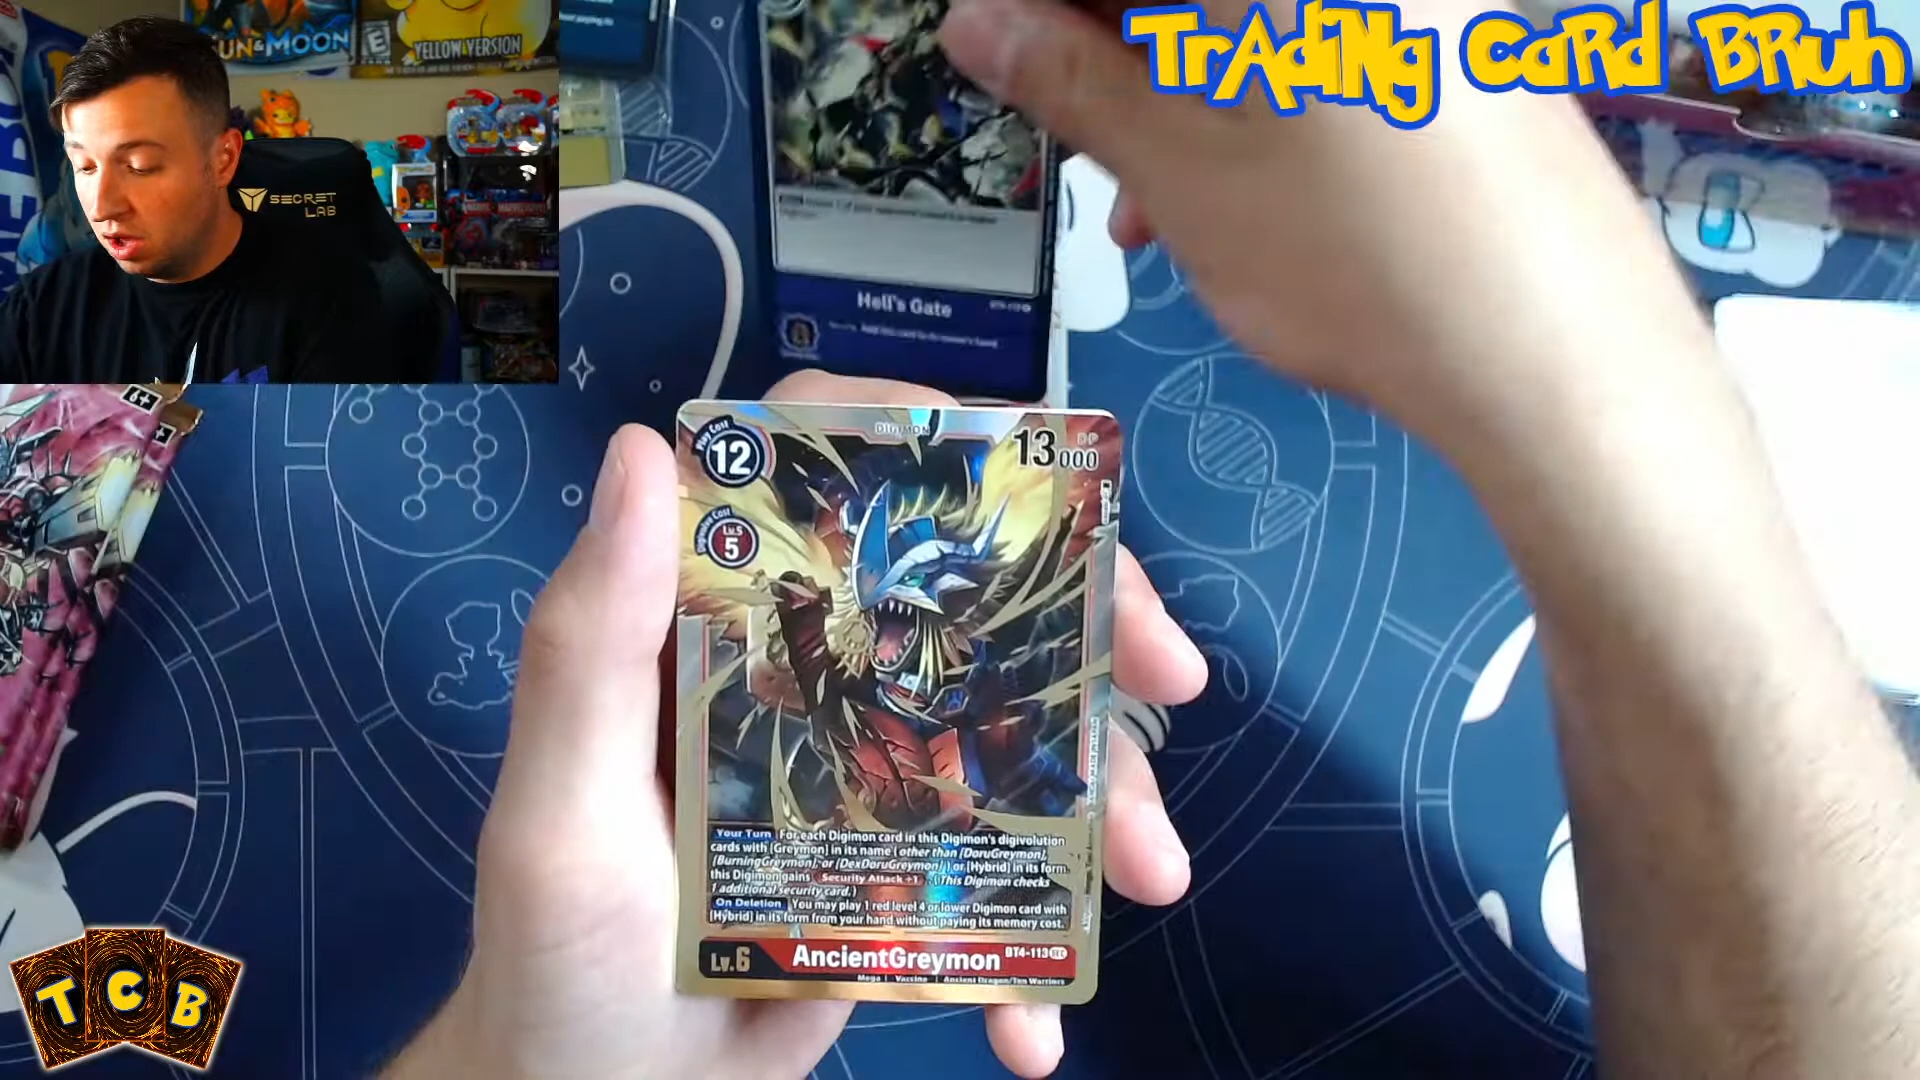 SUN & MOON
YELLOW VERSION
TrAdiNg CaRd BRuh
SECRET
LAB
Hell's Gate
6+
Play Cost
12
DIGIMON
13000
DP
Digivolve Cost
Lv.5
5
Your Turn For each Digimon card in this Digimon's digivolution
cards with [Greymon] in its name (other than [DoruGreymon],
[BurningGreymon], or [DexDoruGreymon]) or [Hybrid] in its form,
this Digimon gains Security Attack +1. (This Digimon checks
1 additional security card.)
On Deletion You may play 1 red level 4 or lower Digimon card with
[Hybrid] in its form from your hand without paying its memory cost.
Lv.6 AncientGreymon BT4-113
Mega | Vaccine | Ancient Dragon/Ten Warriors
TCB